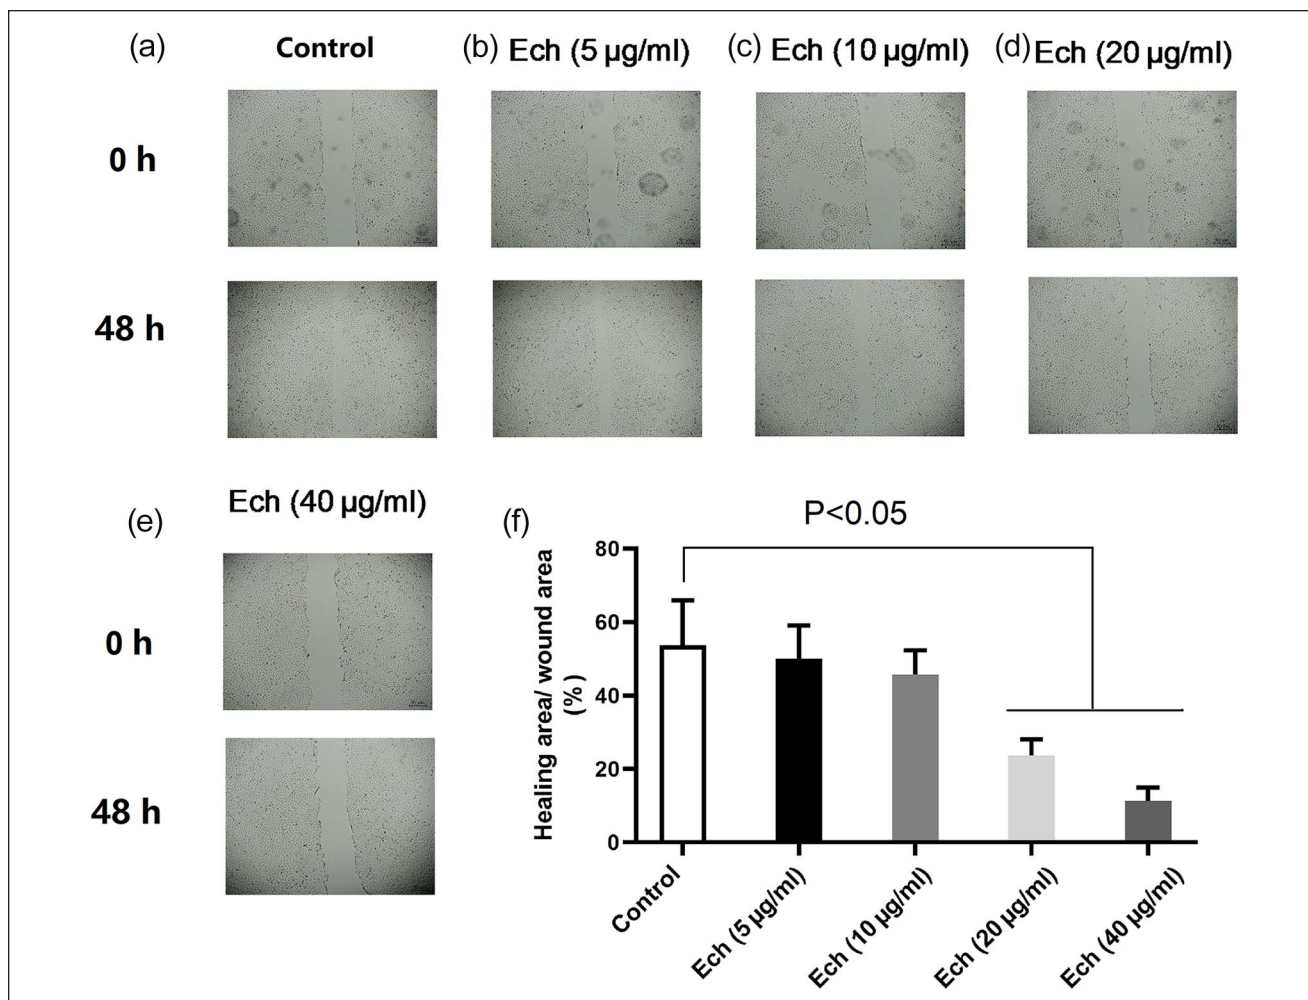 (a) Control (b) Ech (5 µg/ml) (c) Ech (10 µg/ml) (d) Ech (20 µg/ml)
0 h
48 h
(e) Ech (40 µg/ml)
0 h
48 h
(f)
P<0.05
Healing area/ wound area
(%)
80
60
40
20
0
Control
Ech (5 µg/ml)
Ech (10 µg/ml)
Ech (20 µg/ml)
Ech (40 µg/ml)